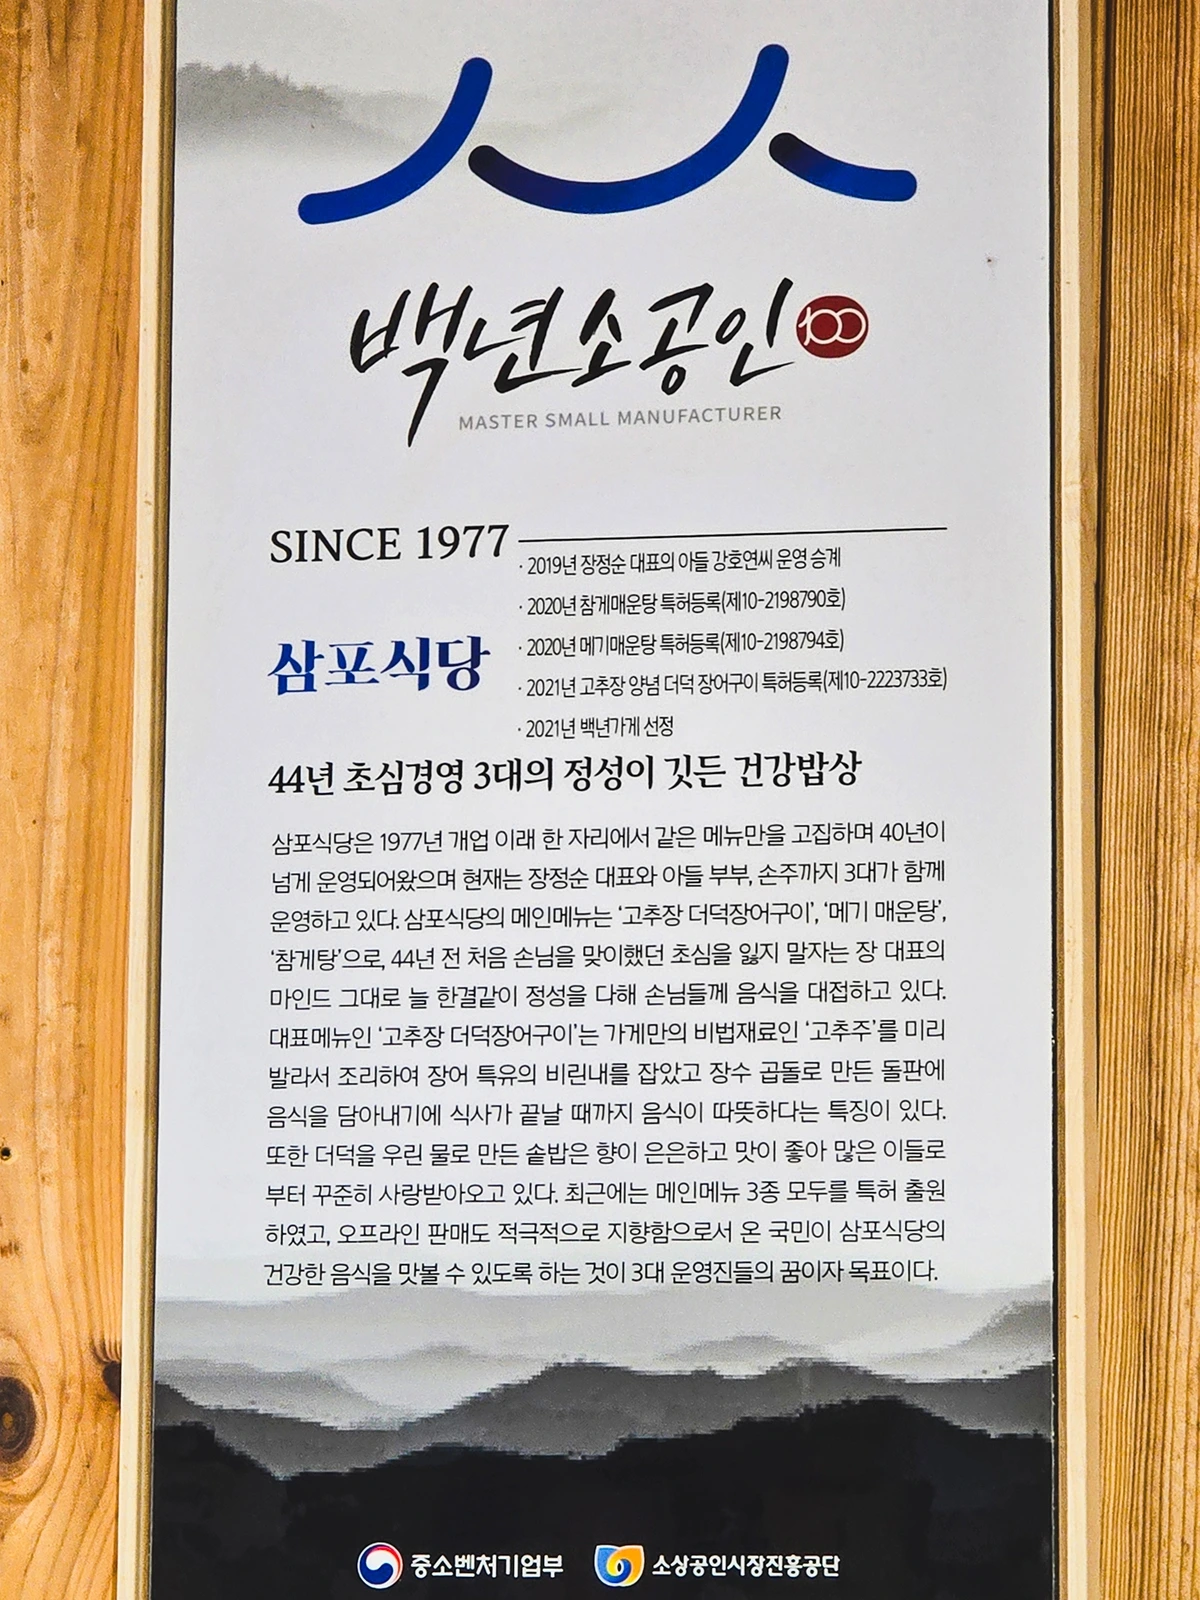 백년소공인 100
MASTER SMALL MANUFACTURER
SINCE 1977
삼포식당
· 2019년 장정순 대표의 아들 강호연씨 운영 승계
· 2020년 참게매운탕 특허등록(제10-2198790호)
· 2020년 메기매운탕 특허등록(제10-2198794호)
· 2021년 고추장 양념 더덕 장어구이 특허등록(제10-2223733호)
· 2021년 백년가게 선정
44년 초심경영 3대의 정성이 깃든 건강밥상
삼포식당은 1977년 개업 이래 한 자리에서 같은 메뉴만을 고집하며 40년이
넘게 운영되어왔으며 현재는 장정순 대표와 아들 부부, 손주까지 3대가 함께
운영하고 있다. 삼포식당의 메인메뉴는 ‘고추장 더덕장어구이’, ‘메기 매운탕’,
‘참게탕’으로, 44년 전 처음 손님을 맞이했던 초심을 잃지 말자는 장 대표의
마인드 그대로 늘 한결같이 정성을 다해 손님들께 음식을 대접하고 있다.
대표메뉴인 ‘고추장 더덕장어구이’는 가게만의 비법재료인 ‘고추주’를 미리
발라서 조리하여 장어 특유의 비린내를 잡았고 장수 곱돌로 만든 돌판에
음식을 담아내기에 식사가 끝날 때까지 음식이 따뜻하다는 특징이 있다.
또한 더덕을 우린 물로 만든 솥밥은 향이 은은하고 맛이 좋아 많은 이들로
부터 꾸준히 사랑받아오고 있다. 최근에는 메인메뉴 3종 모두를 특허 출원
하였고, 오프라인 판매도 적극적으로 지향함으로서 온 국민이 삼포식당의
건강한 음식을 맛볼 수 있도록 하는 것이 3대 운영진들의 꿈이자 목표이다.
중소벤처기업부 소상공인시장진흥공단